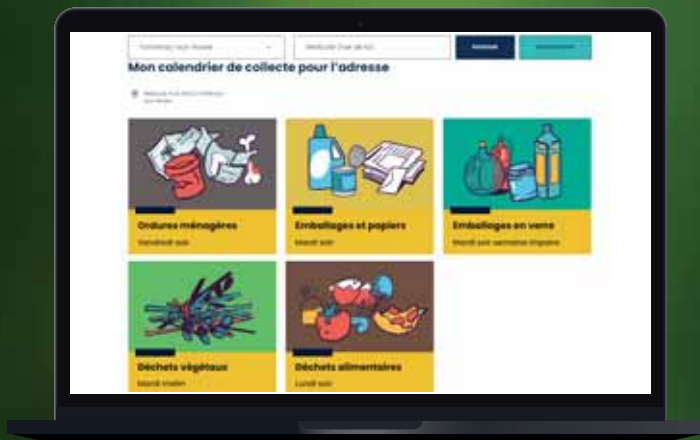 Mon calendrier de collecte pour l'adresse
Ordures ménagères
Vendredi soir
Emballages et papiers
Mardi soir
Emballages en verre
Mardi soir semaine impaire
Déchets végétaux
Mardi matin
Déchets alimentaires
Lundi soir